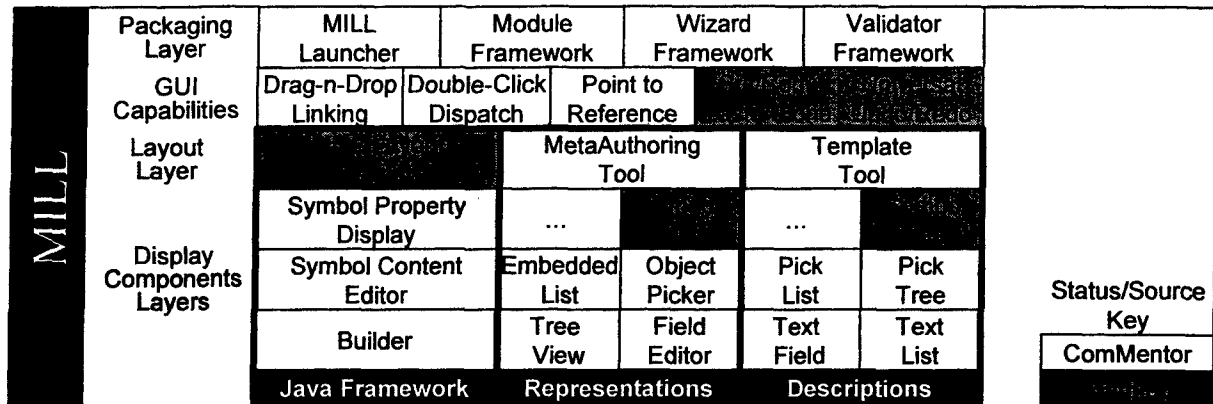 MILL
Packaging
Layer
MILL
Launcher
Module
Framework
Wizard
Framework
Validator
Framework
GUI
Capabilities
Drag-n-Drop
Linking
Double-Click
Dispatch
Point to
Reference
Layout
Layer
MetaAuthoring
Tool
Template
Tool
Display
Components
Layers
Symbol Property
Display
...
...
Symbol Content
Editor
Embedded
List
Object
Picker
Pick
List
Pick
Tree
Builder
Tree
View
Field
Editor
Text
Field
Text
List
Java Framework
Representations
Descriptions
Status/Source
Key
ComMentor